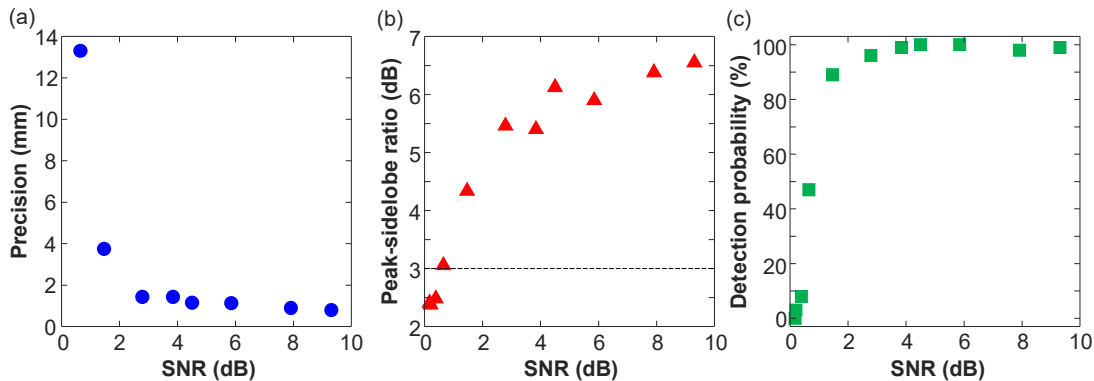 (a)
Precision (mm)
14
12
10
8
6
4
2
0
0 2 4 6 8 10
SNR (dB)
(b)
Peak-sidelobe ratio (dB)
7
6
5
4
3
2
0 2 4 6 8 10
SNR (dB)
(c)
Detection probability (%)
100
80
60
40
20
0
0 2 4 6 8 10
SNR (dB)